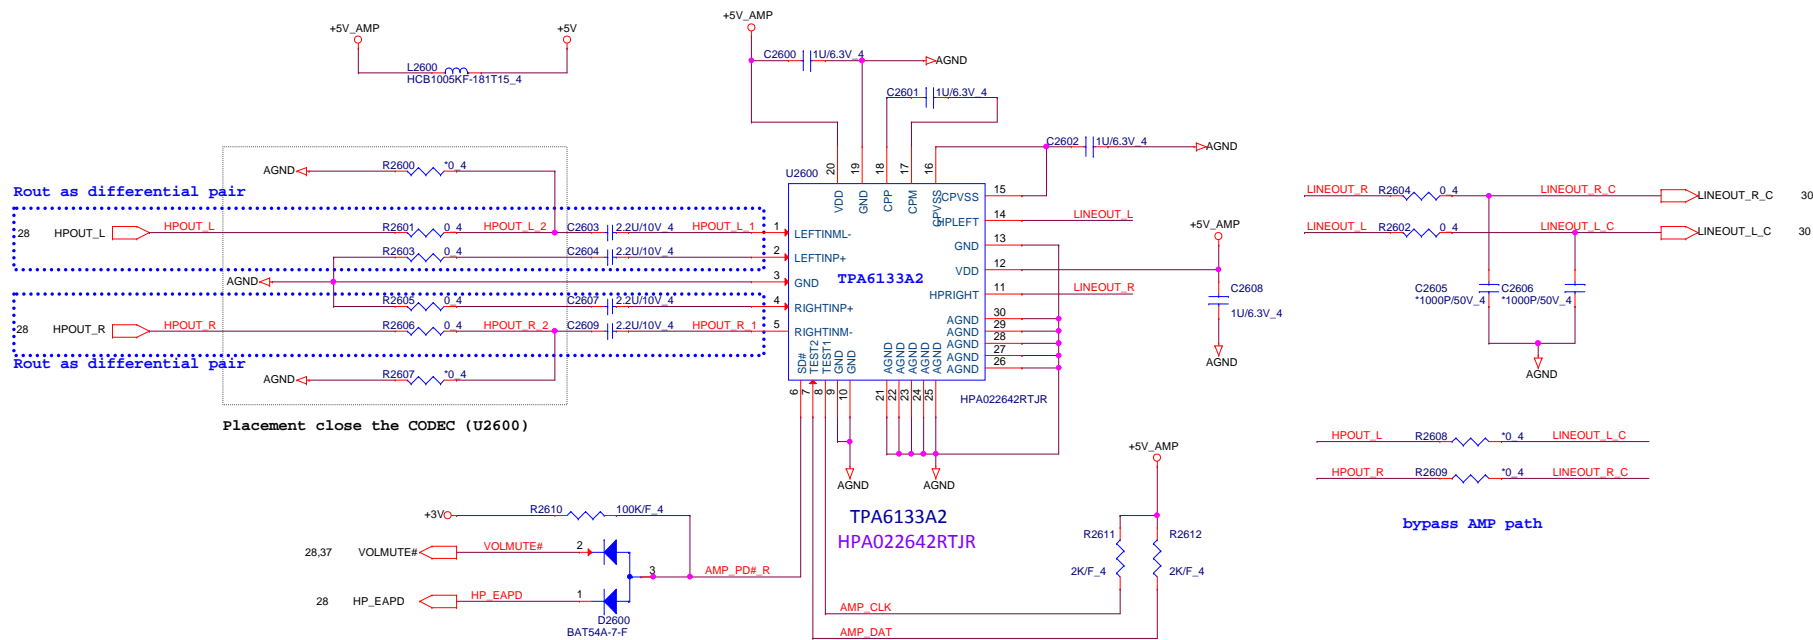 +5V_AMP
+5V
L2600
HCB1005KF-181T15_4
+5V_AMP
C2600
1U/6.3V_4
AGND
C2601
1U/6.3V_4
C2602
1U/6.3V_4
AGND
AGND
R2600
*0_4
Rout as differential pair
28
HPOUT_L
HPOUT_L
R2601
0_4
HPOUT_L_2
C2603
2.2U/10V_4
HPOUT_L_1
R2603
0_4
C2604
2.2U/10V_4
AGND
R2605
0_4
C2607
2.2U/10V_4
28
HPOUT_R
HPOUT_R
R2606
0_4
HPOUT_R_2
C2609
2.2U/10V_4
HPOUT_R_1
Rout as differential pair
AGND
R2607
*0_4
Placement close the CODEC (U2600)
U2600
20
19
18
17
16
VDD
GND
CPP
CPM
CPVSS
1
LEFTINML-
2
LEFTINP+
3
GND
4
RIGHTINP+
5
RIGHTINM-
TPA6133A2
CPVSS
15
HPLEFT
14
LINEOUT_L
GND
13
VDD
12
HPRIGHT
11
LINEOUT_R
AGND
30
AGND
29
AGND
28
AGND
27
AGND
26
SD#
TEST2
TEST1
GND
GND
AGND
AGND
AGND
AGND
AGND
6
7
8
9
10
21
22
23
24
25
HPA022642RTJR
AGND
AGND
TPA6133A2
HPA022642RTJR
+5V_AMP
C2608
1U/6.3V_4
AGND
LINEOUT_R
R2604
0_4
LINEOUT_R_C
LINEOUT_R_C
30
LINEOUT_L
R2602
0_4
LINEOUT_L_C
LINEOUT_L_C
30
C2605
*1000P/50V_4
C2606
*1000P/50V_4
AGND
HPOUT_L
R2608
*0_4
LINEOUT_L_C
HPOUT_R
R2609
*0_4
LINEOUT_R_C
bypass AMP path
+5V_AMP
R2611
2K/F_4
R2612
2K/F_4
AMP_CLK
AMP_DAT
+3V
R2610
100K/F_4
28,37
VOLMUTE#
VOLMUTE#
2
3
AMP_PD#_R
28
HP_EAPD
HP_EAPD
1
D2600
BAT54A-7-F